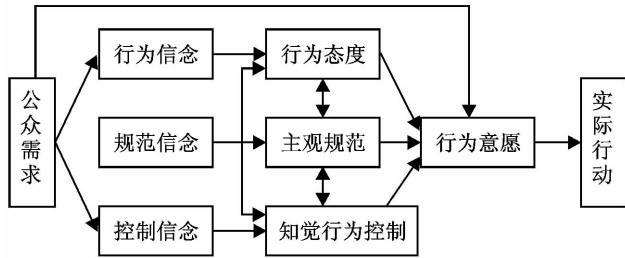 公众需求
行为信念
行为态度
规范信念
主观规范
行为意愿
实际行动
控制信念
知觉行为控制